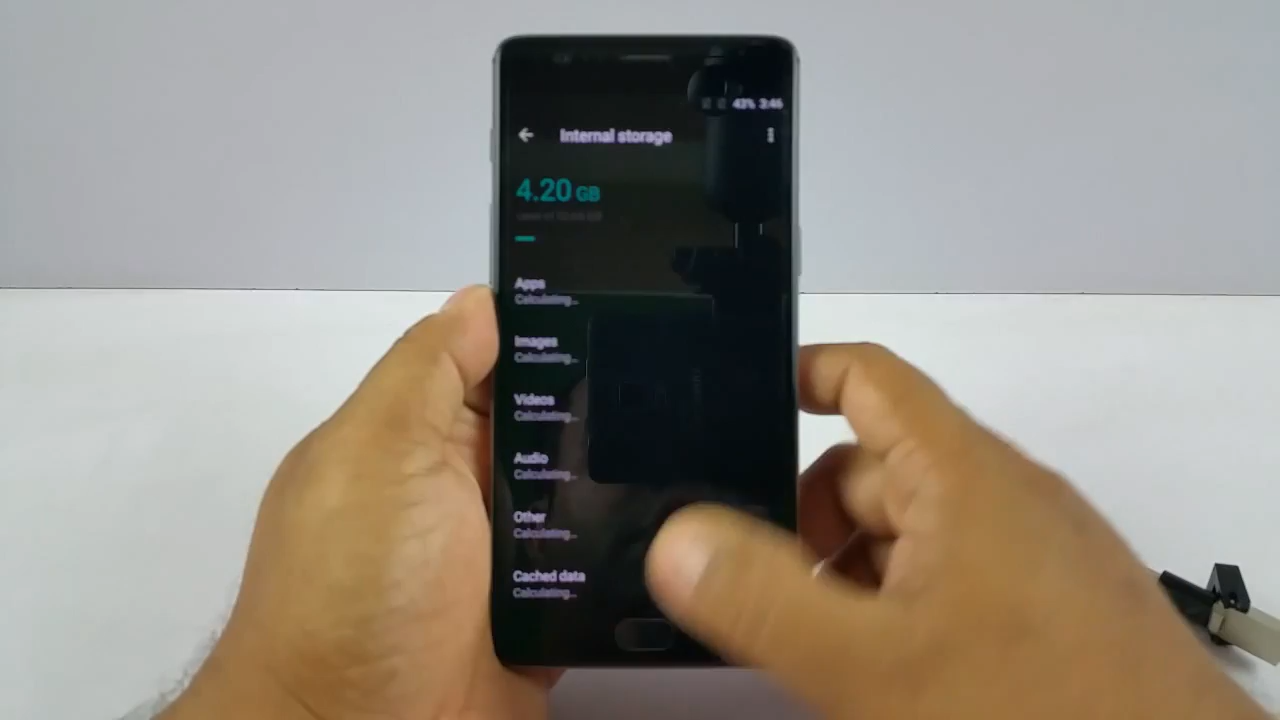 43% 3:46
Internal storage
4.20 GB
Apps
Calculating...
Images
Calculating...
Videos
Calculating...
Audio
Calculating...
Other
Calculating...
Cached data
Calculating...